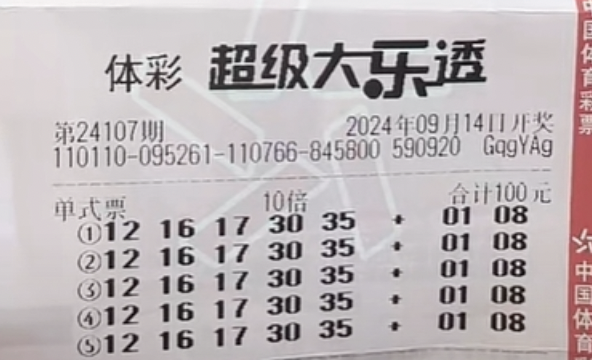 体彩 超级大乐透
第24107期 2024年09月14日开奖
110110-095261-110766-845800 590920 GqgYAg
单式票 10倍 合计100元
①12 16 17 30 35 + 01 08
②12 16 17 30 35 + 01 08
③12 16 17 30 35 + 01 08
④12 16 17 30 35 + 01 08
⑤12 16 17 30 35 + 01 08
中国体育彩票
中国体育